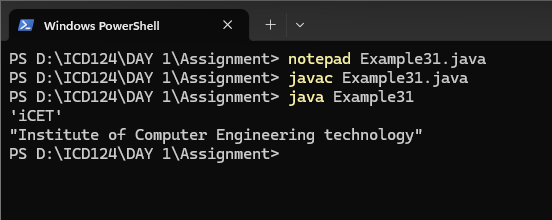 Windows PowerShell
PS D:\ICD124\DAY 1\Assignment> notepad Example31.java
PS D:\ICD124\DAY 1\Assignment> javac Example31.java
PS D:\ICD124\DAY 1\Assignment> java Example31
'iCET'
"Institute of Computer Engineering technology"
PS D:\ICD124\DAY 1\Assignment>